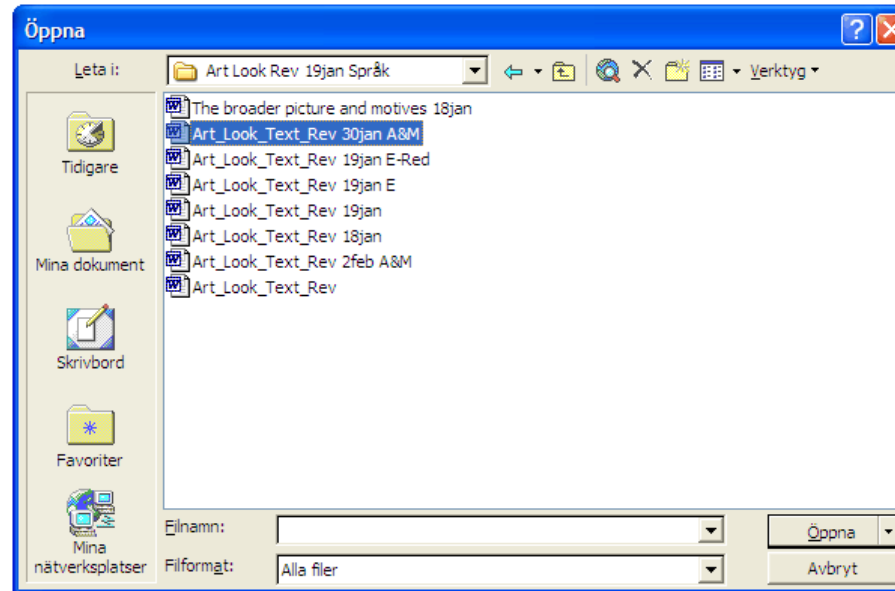 Öppna
Leta i:
Art Look Rev 19jan Språk
Verktyg
The broader picture and motives 18jan
Art_Look_Text_Rev 30jan A&M
Art_Look_Text_Rev 19jan E-Red
Art_Look_Text_Rev 19jan E
Art_Look_Text_Rev 19jan
Art_Look_Text_Rev 18jan
Art_Look_Text_Rev 2feb A&M
Art_Look_Text_Rev
Tidigare
Mina dokument
Skrivbord
Favoriter
Mina
nätverksplatser
Filnamn:
Öppna
Filformat:
Alla filer
Avbryt